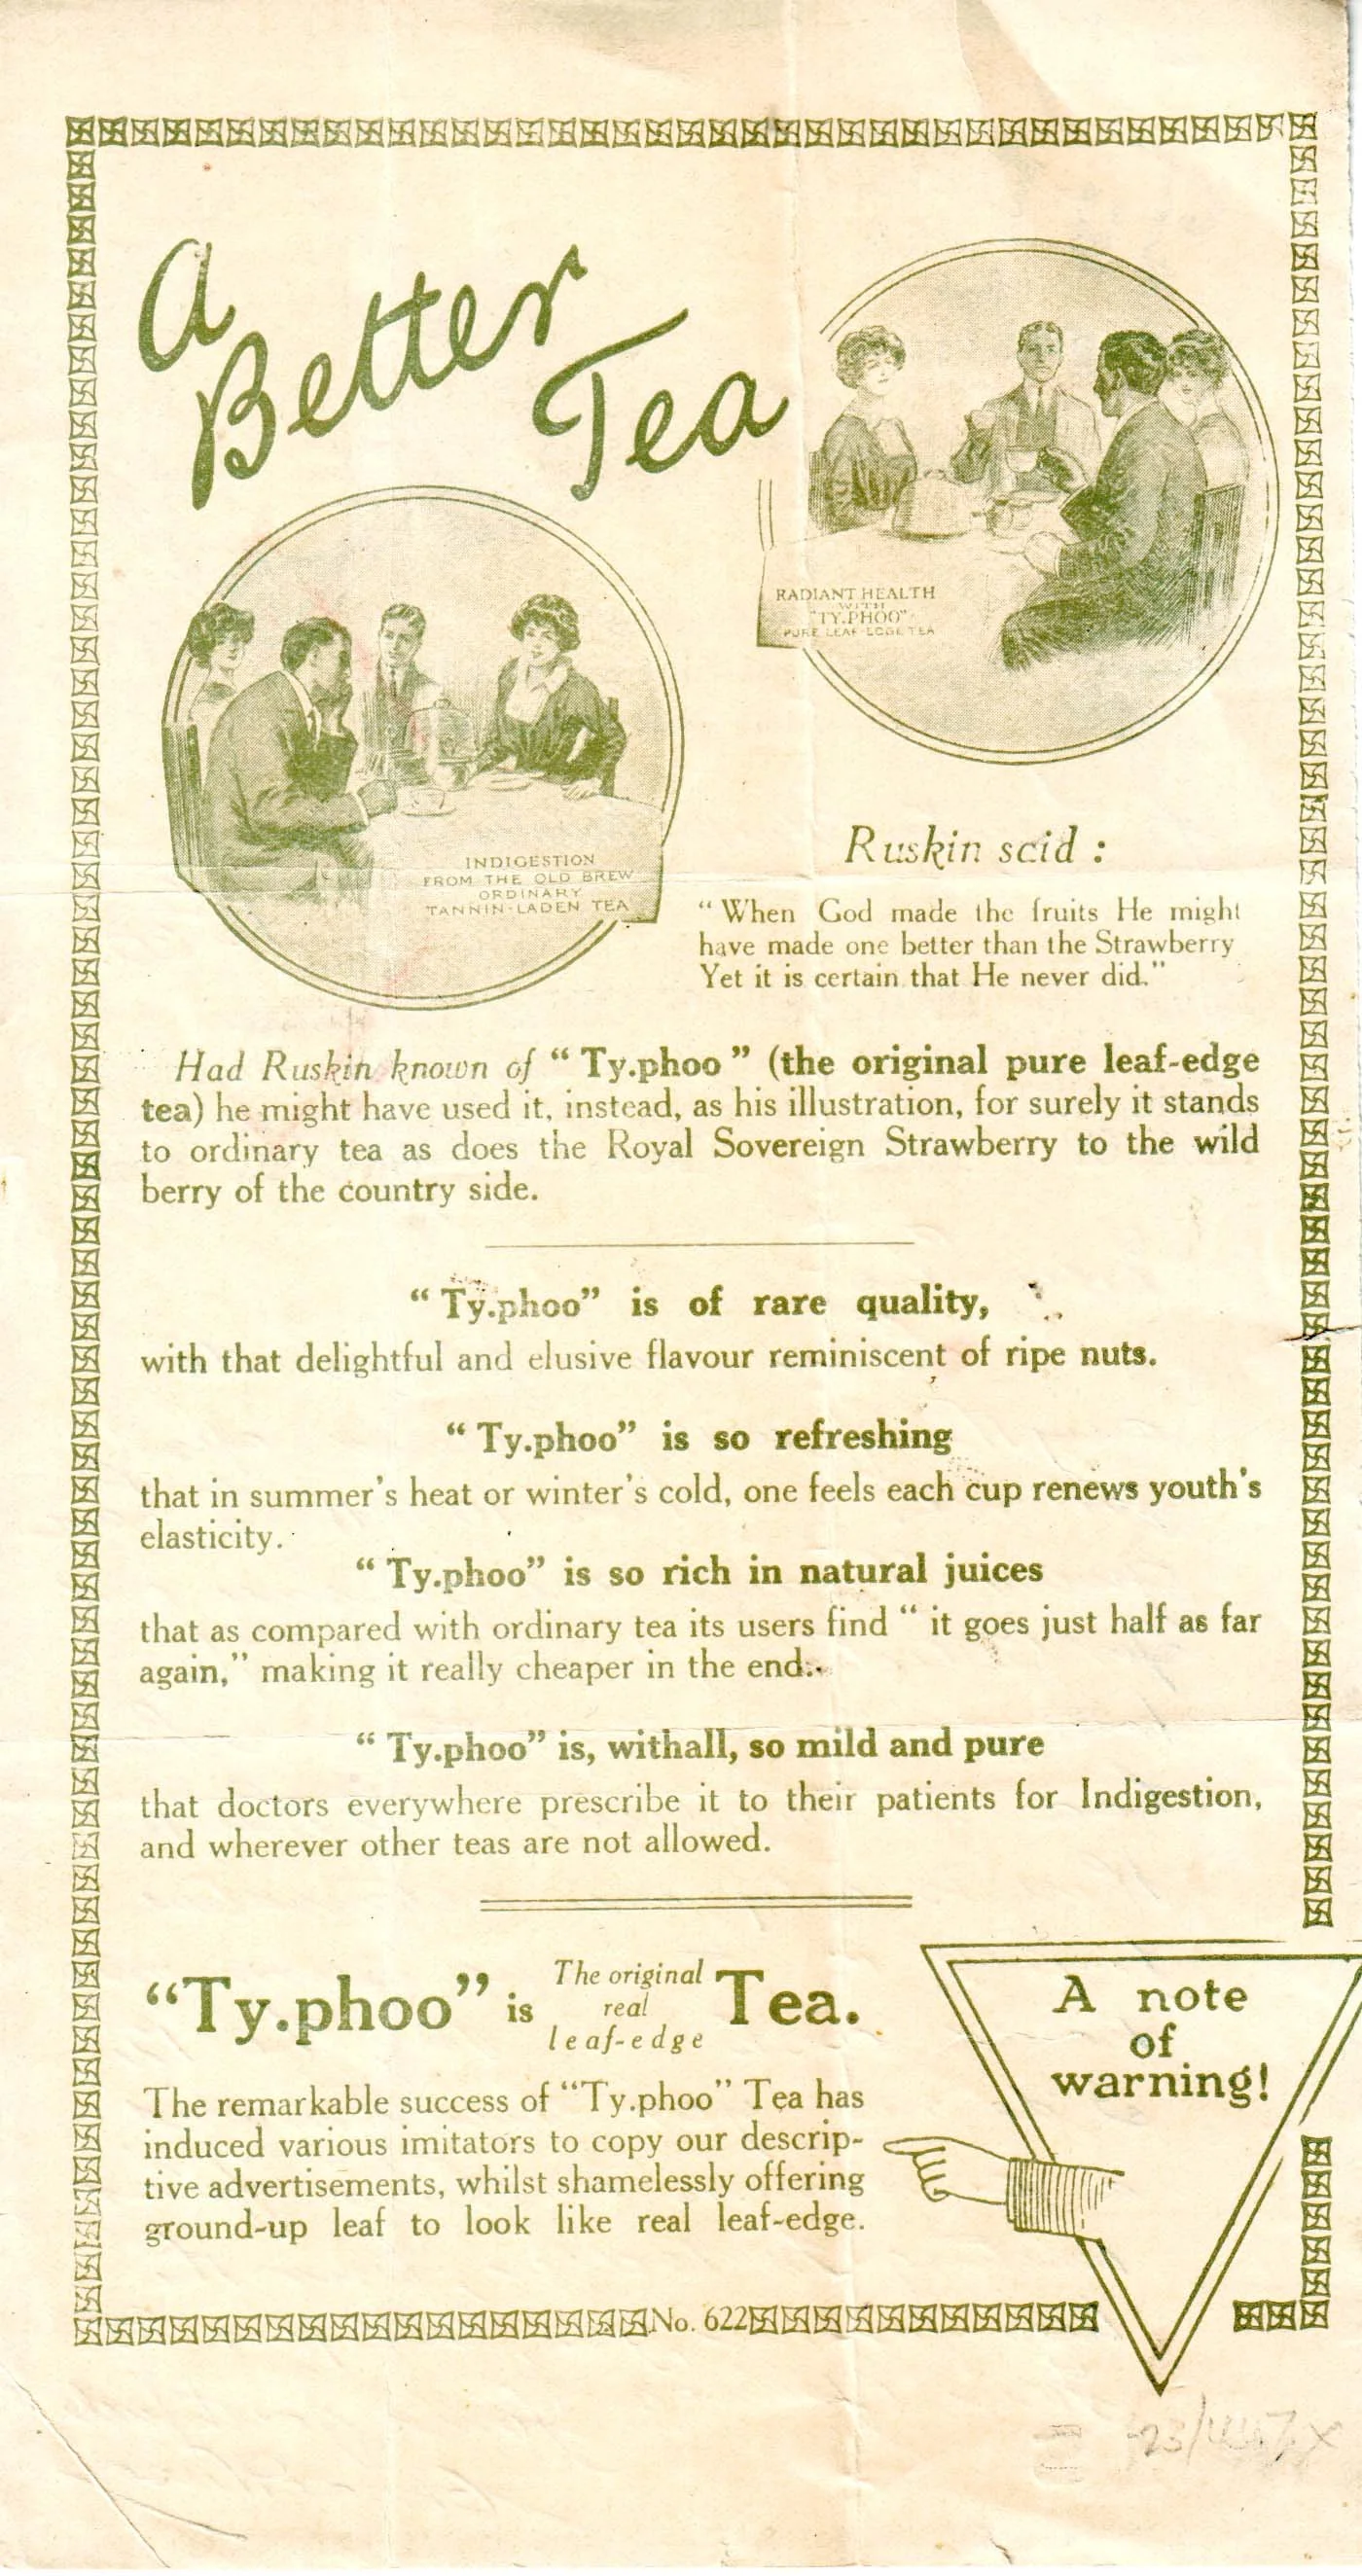 A
Better
Tea
RADIANT HEALTH
WITH
"TY.PHOO"
PURE LEAF EDGE TEA
INDIGESTION
FROM THE OLD BREW
ORDINARY
TANNIN-LADEN TEA
Ruskin said :
“ When God made the fruits He might
have made one better than the Strawberry
Yet it is certain that He never did.”
Had Ruskin known of “ Ty.phoo ” (the original pure leaf-edge
tea) he might have used it, instead, as his illustration, for surely it stands
to ordinary tea as does the Royal Sovereign Strawberry to the wild
berry of the country side.
“ Ty.phoo” is of rare quality,
with that delightful and elusive flavour reminiscent of ripe nuts.
“ Ty.phoo” is so refreshing
that in summer's heat or winter's cold, one feels each cup renews youth's
elasticity.
“ Ty.phoo” is so rich in natural juices
that as compared with ordinary tea its users find “ it goes just half as far
again,” making it really cheaper in the end.
“ Ty.phoo” is, withall, so mild and pure
that doctors everywhere prescribe it to their patients for Indigestion,
and wherever other teas are not allowed.
“Ty.phoo” is The original real leaf-edge Tea.
The remarkable success of “Ty.phoo” Tea has
induced various imitators to copy our descrip-
tive advertisements, whilst shamelessly offering
ground-up leaf to look like real leaf-edge.
A note
of
warning!
No. 622